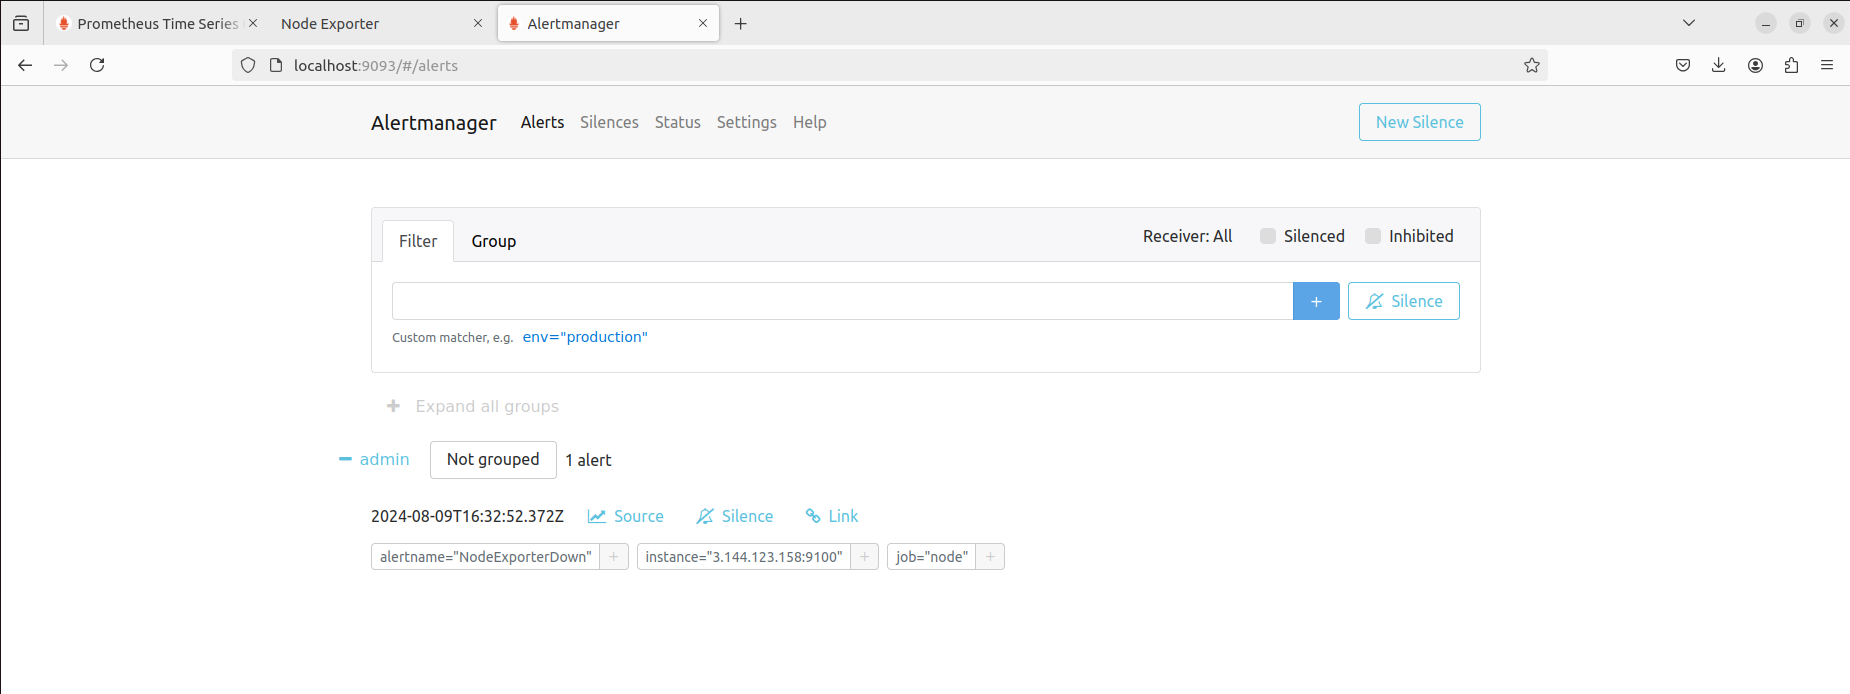 Prometheus Time Series
Node Exporter
Alertmanager
localhost:9093/#/alerts
Alertmanager Alerts Silences Status Settings Help New Silence
Filter Group Receiver: All Silenced Inhibited
+ Silence
Custom matcher, e.g. env="production"
+ Expand all groups
− admin Not grouped 1 alert
2024-08-09T16:32:52.372Z Source Silence Link
alertname="NodeExporterDown" + instance="3.144.123.158:9100" + job="node" +